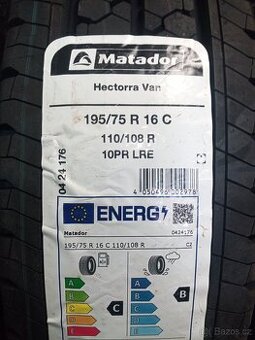 Matador
Hectorra Van
195/75 R 16 C
110/108 R
10PR LRE
04 24 176
ENERG
Matador
0424176
195/75 R 16 C 110/108 R
C2
A
B
C
D
E
C
A
B
C
D
E
B
Bazos.cz